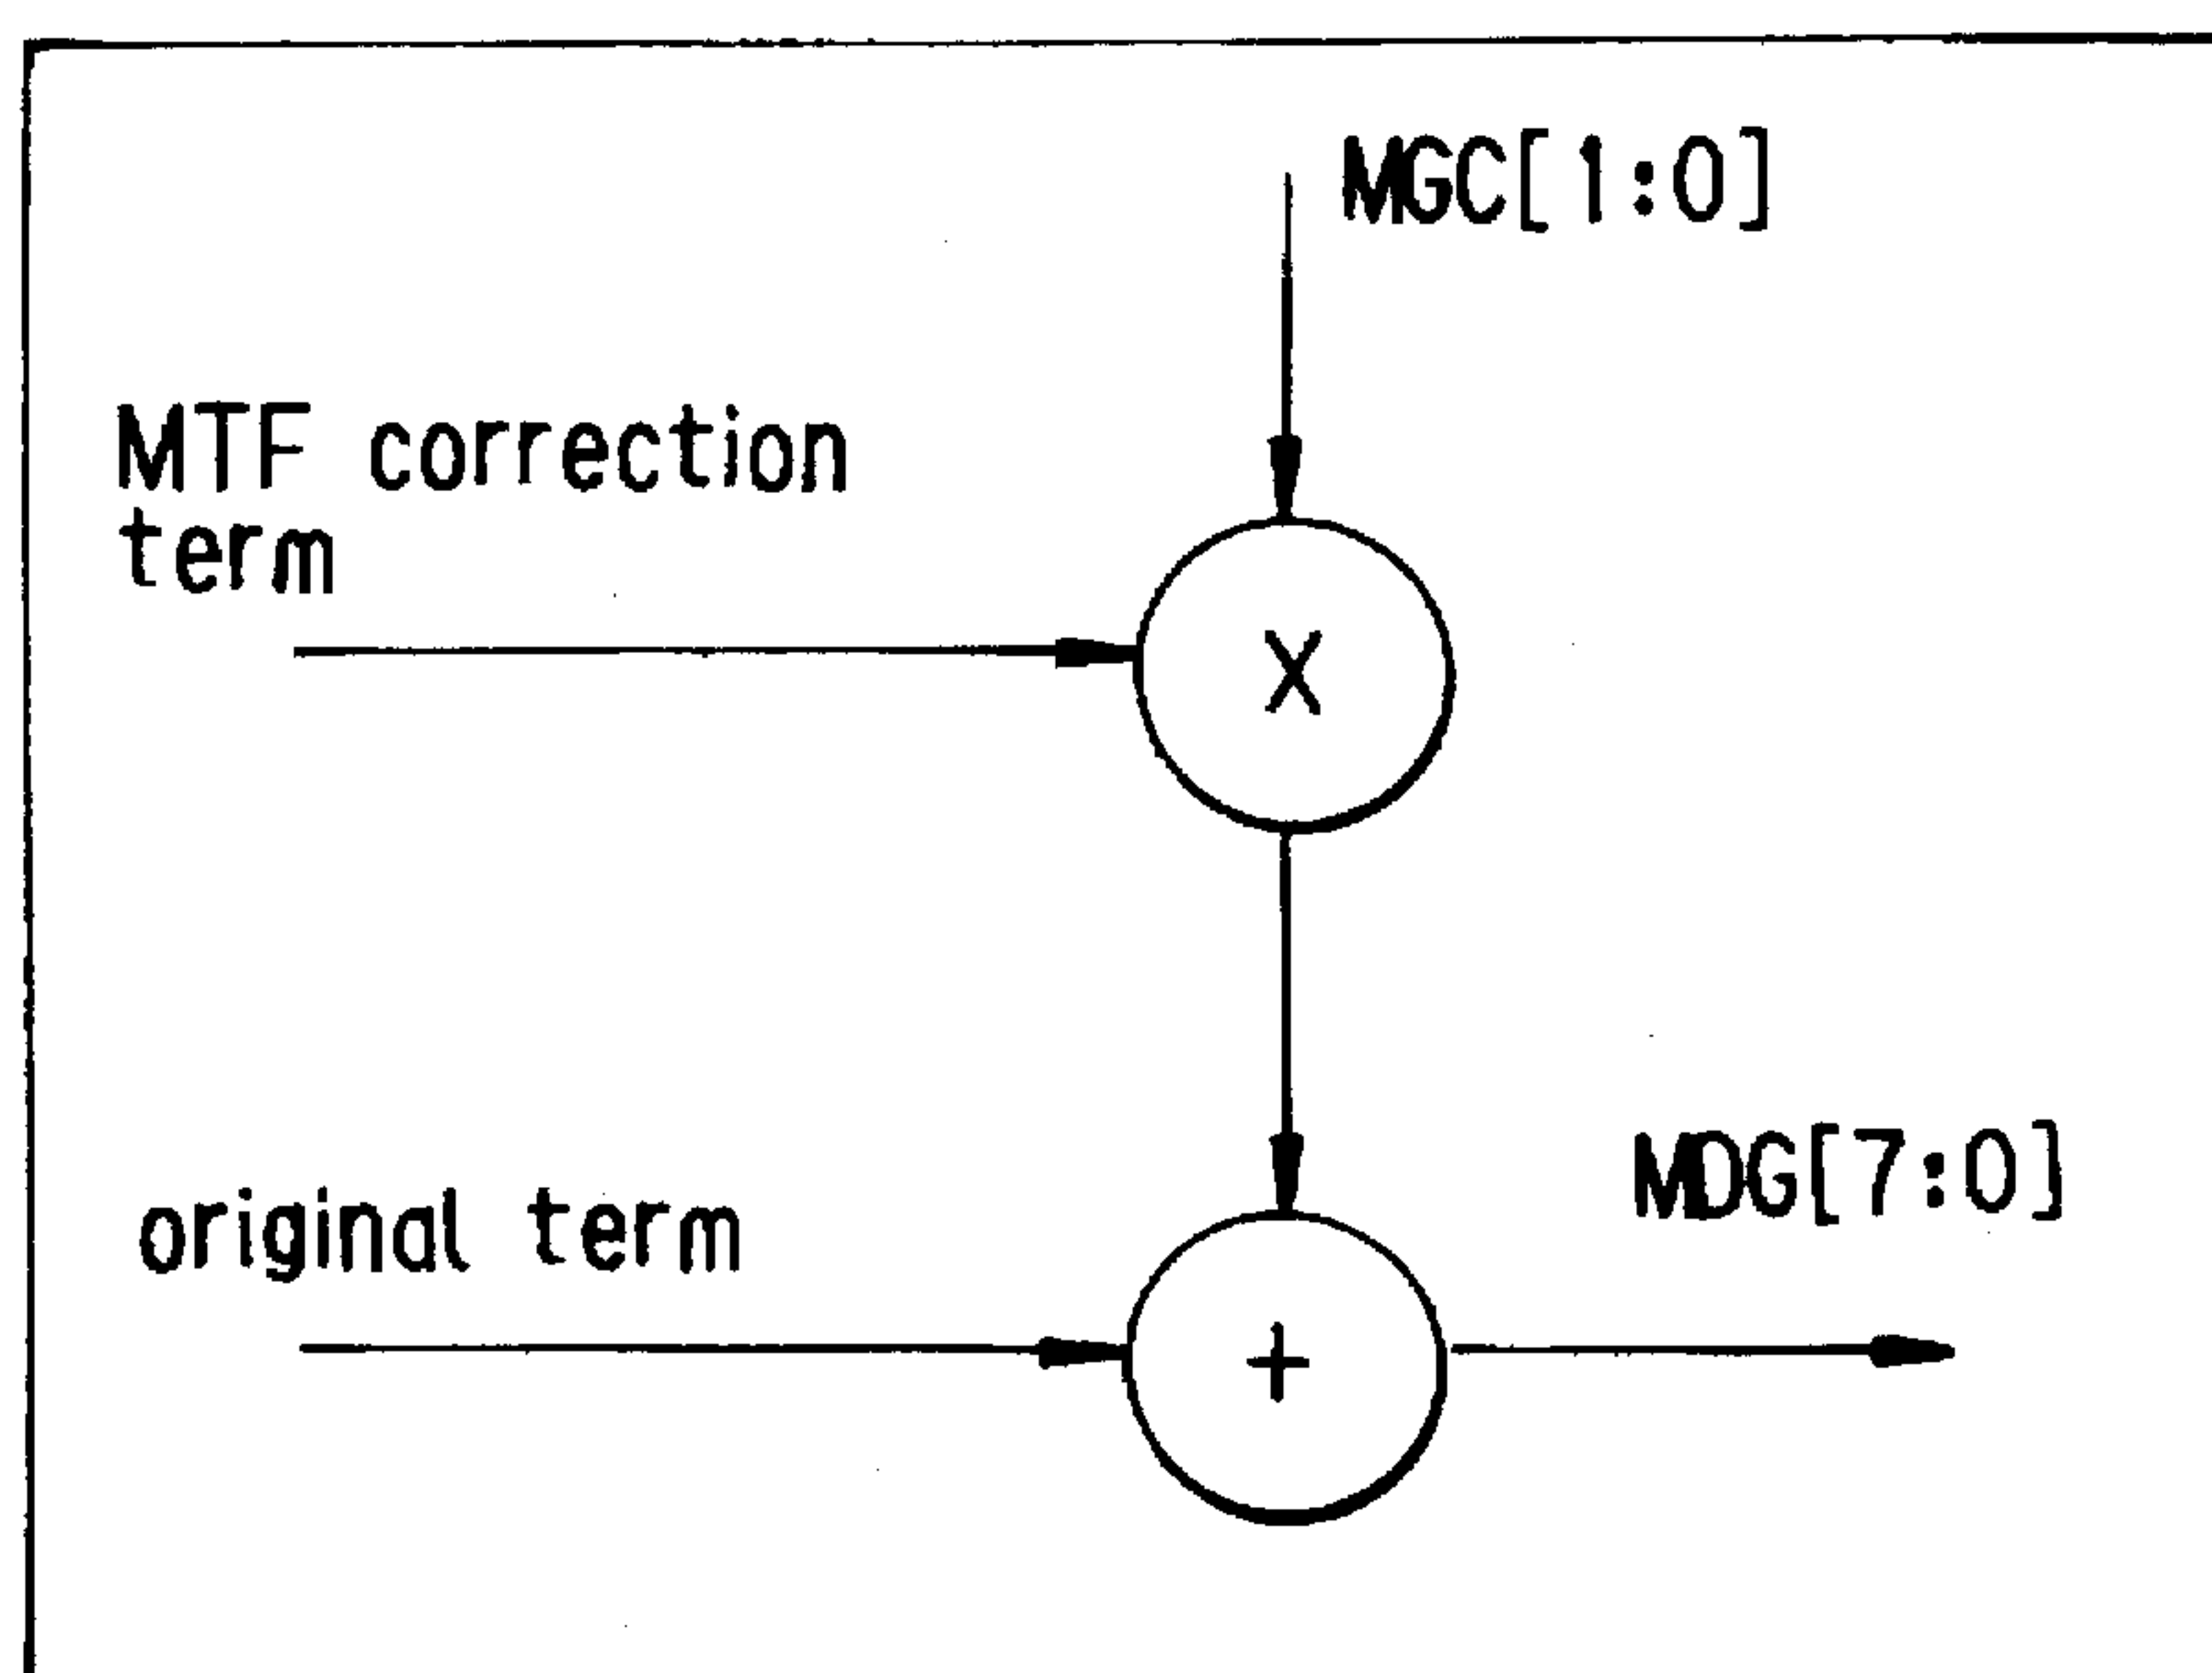 MGC[1:0]
MTF correction
term
X
MDG[7:0]
original term
+